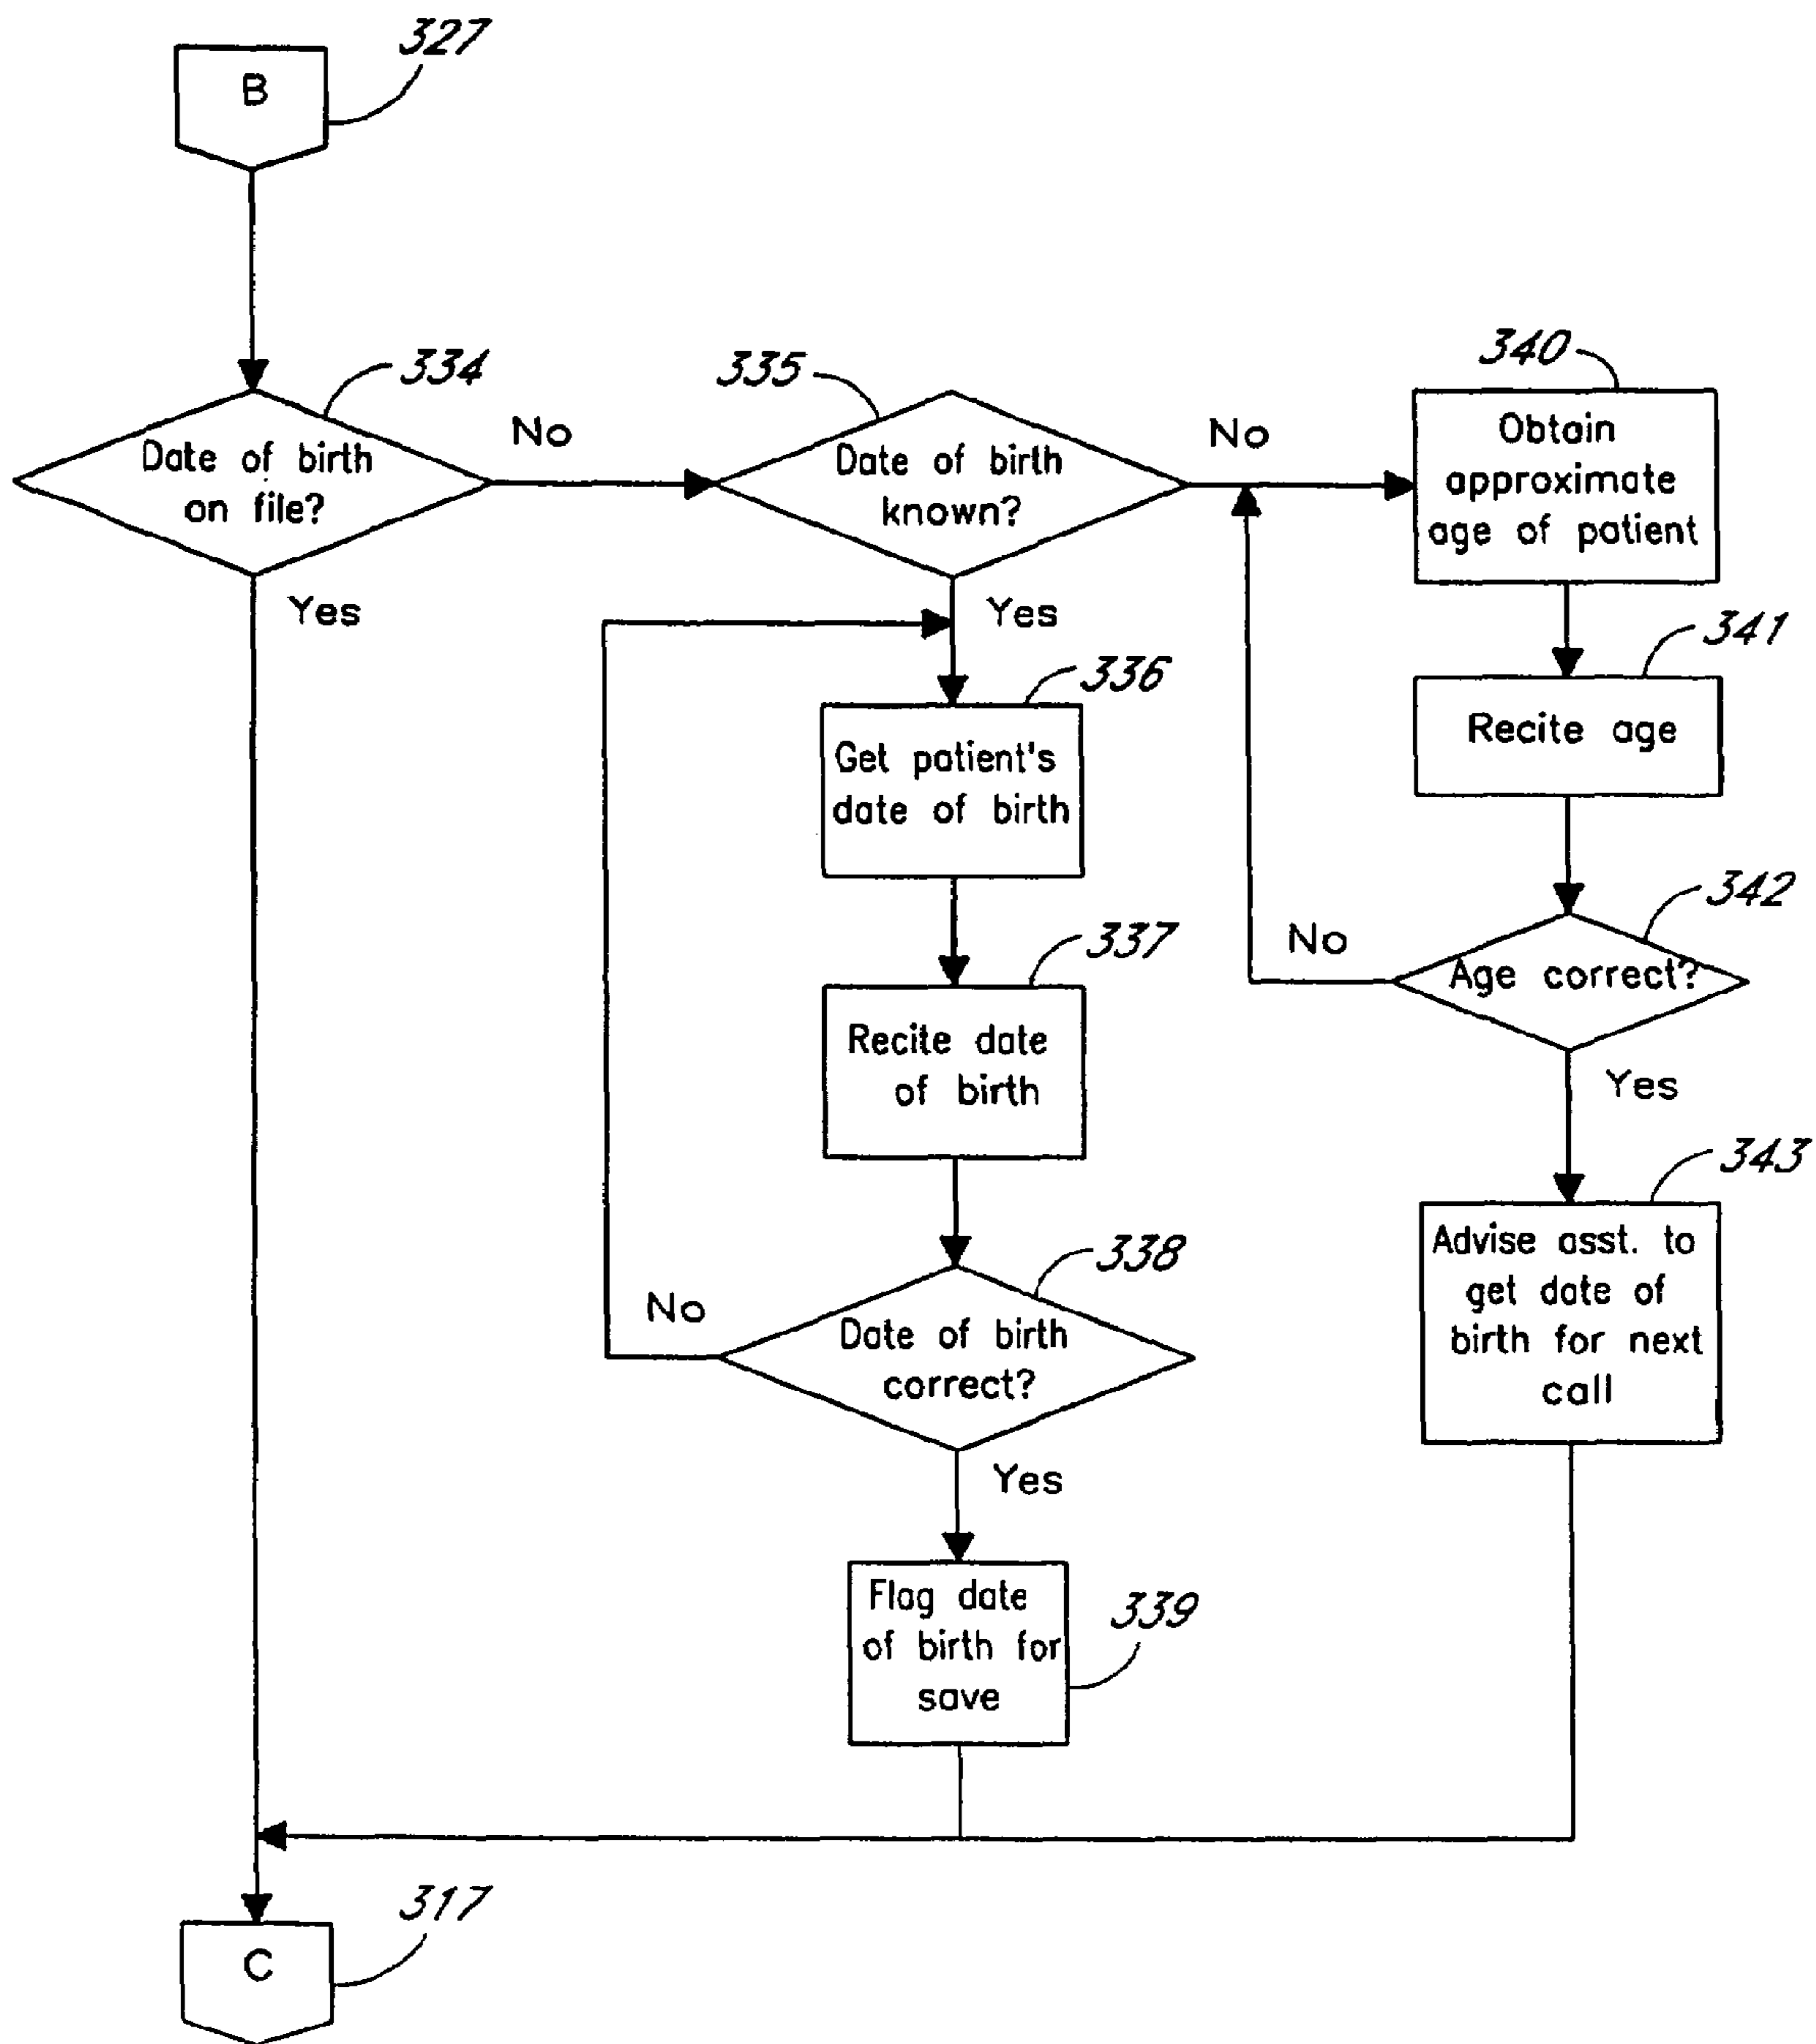 327
B
334
Date of birth
on file?
No
Yes
335
Date of birth
known?
No
Yes
340
Obtain
approximate
age of patient
341
Recite age
342
Age correct?
No
Yes
343
Advise asst. to
get date of
birth for next
call
336
Get patient's
date of birth
337
Recite date
of birth
338
Date of birth
correct?
No
Yes
339
Flag date
of birth for
save
317
C